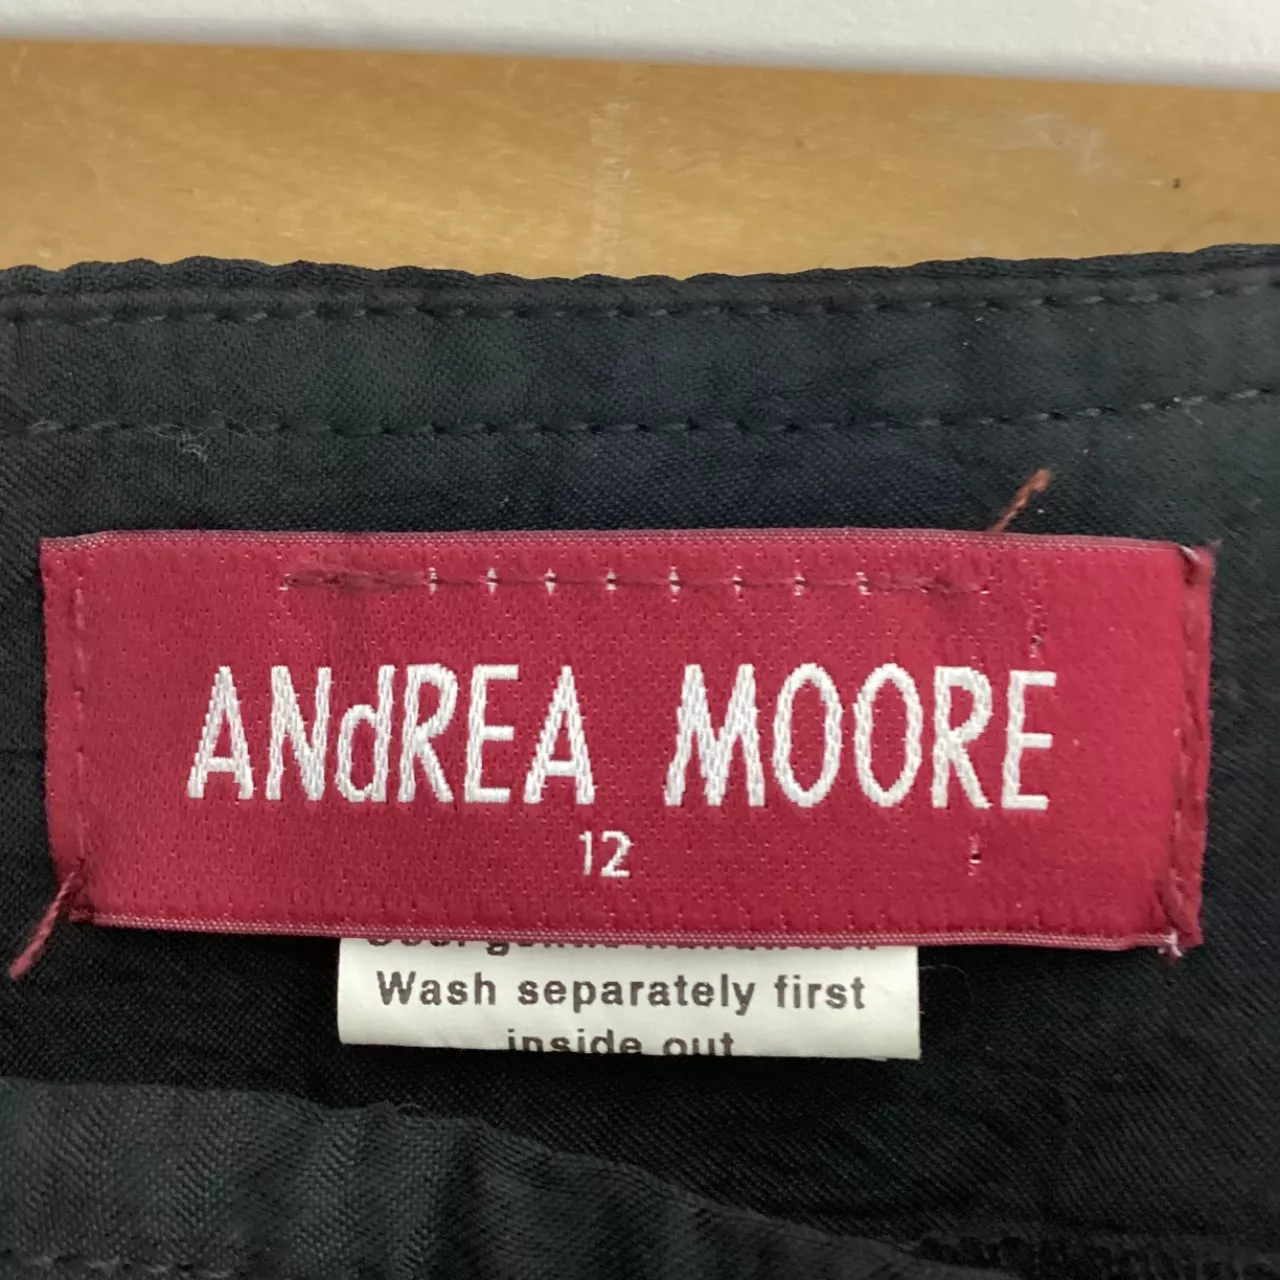 ANdREA MOORE
12
Wash separately first
inside out